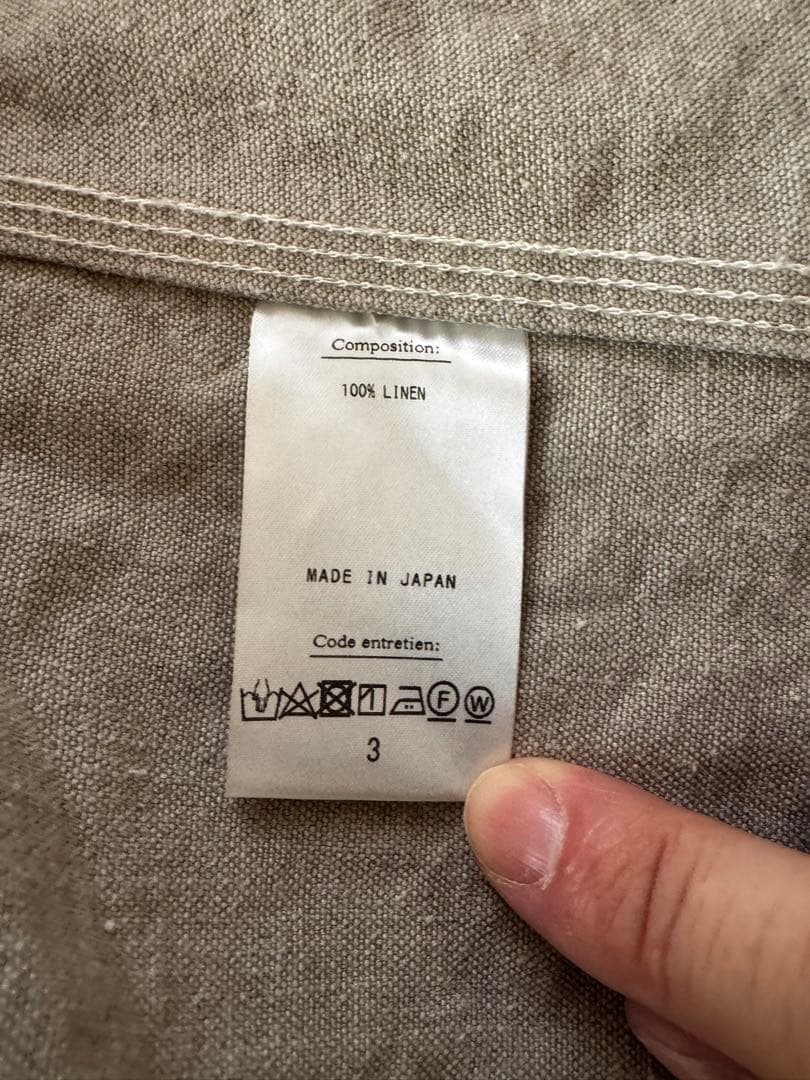 Composition:
100% LINEN
MADE IN JAPAN
Code entretien:
F W
3